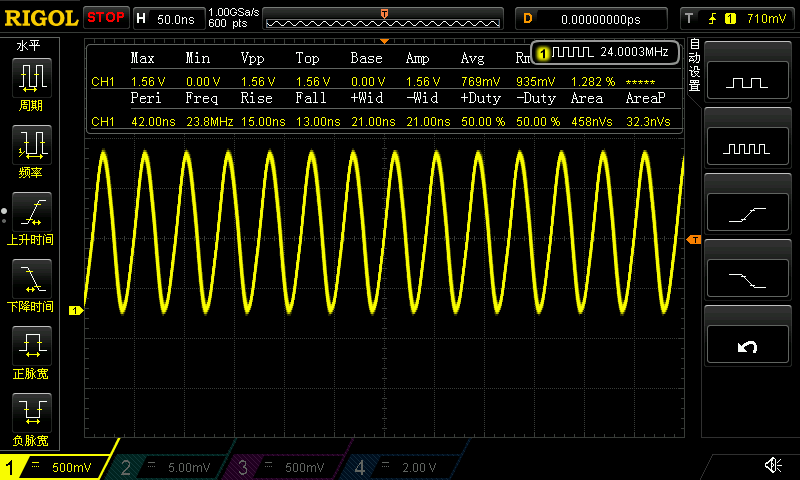 RIGOL STOP H 50.0ns 1.00GSa/s 600 pts T D 0.00000000ps T 1 710mV
水平
周期
频率
上升时间
下降时间
正脉宽
负脉宽
1 24.0003MHz
Max Min Vpp Top Base Amp Avg Rm
CH1 1.56 V 0.00 V 1.56 V 1.56 V 0.00 V 1.56 V 769mV 935mV 1.282 % *****
Peri Freq Rise Fall +Wid -Wid +Duty -Duty Area AreaP
CH1 42.00ns 23.8MHz 15.00ns 13.00ns 21.00ns 21.00ns 50.00 % 50.00 % 458nVs 32.3nVs
T
1
自动设置
1 500mV 2 5.00mV 3 500mV 4 2.00 V